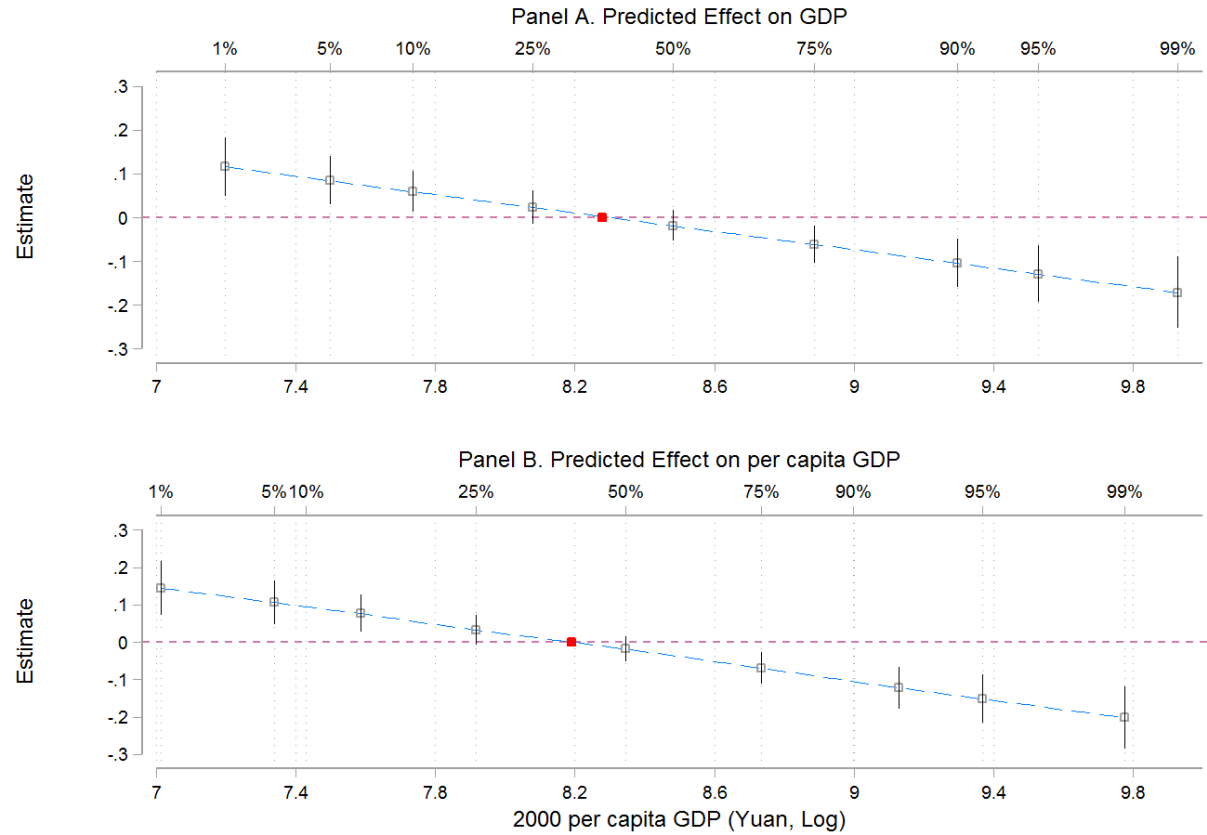 Panel A. Predicted Effect on GDP
1% 5% 10% 25% 50% 75% 90% 95% 99%
.3
.2
.1
0
-.1
-.2
-.3
Estimate
7 7.4 7.8 8.2 8.6 9 9.4 9.8
Panel B. Predicted Effect on per capita GDP
1% 5% 10% 25% 50% 75% 90% 95% 99%
.3
.2
.1
0
-.1
-.2
-.3
Estimate
7 7.4 7.8 8.2 8.6 9 9.4 9.8
2000 per capita GDP (Yuan, Log)